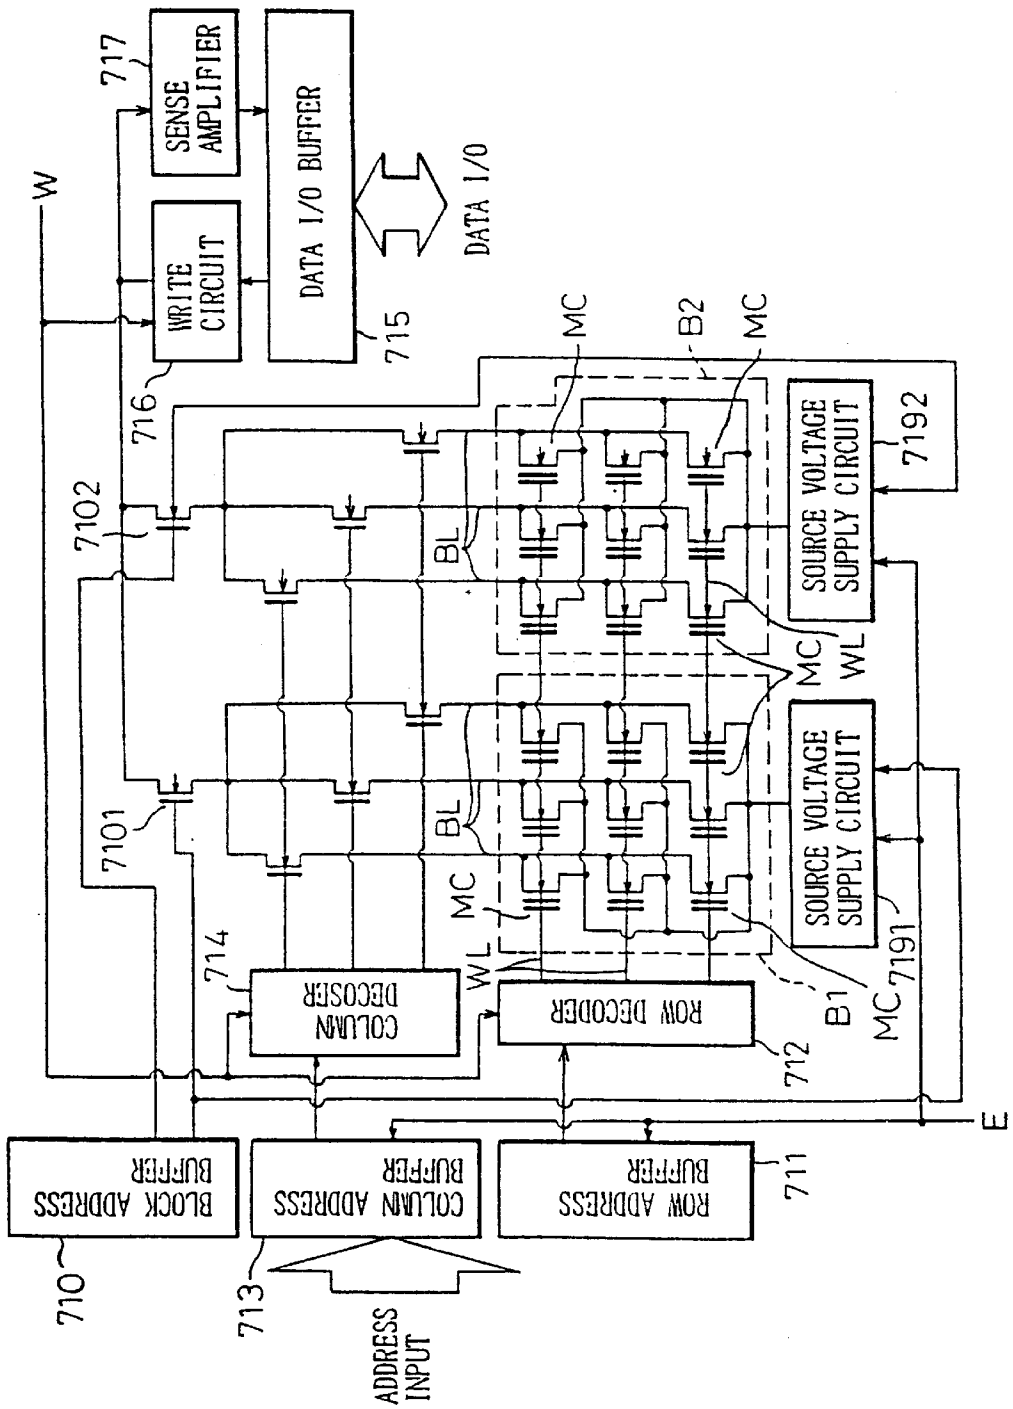 710
BLOCK ADDRESS
BUFFER
713
COLUMN ADDRESS
BUFFER
ADDRESS
INPUT
711
ROW ADDRESS
BUFFER
E
714
COLUMN
DECOSER
712
ROW DECODER
WL
MC
B1
MC
7191
SOURCE VOLTAGE
SUPPLY CIRCUIT
7101
BL
MC
WL
7102
BL
MC
B2
MC
7192
SOURCE VOLTAGE
SUPPLY CIRCUIT
W
716
WRITE
CIRCUIT
717
SENSE
AMPLIFIER
715
DATA I/O BUFFER
DATA I/O